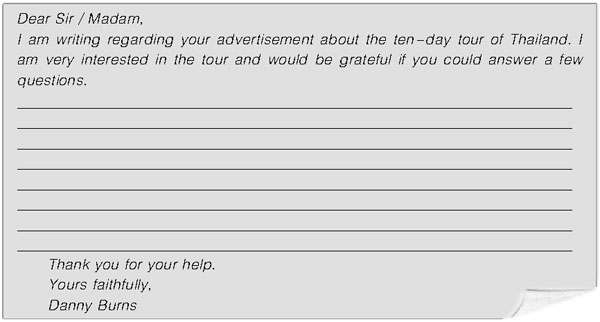 Dear Sir / Madam,
I am writing regarding your advertisement about the ten-day tour of Thailand. I
am very interested in the tour and would be grateful if you could answer a few
questions.
Thank you for your help.
Yours faithfully,
Danny Burns